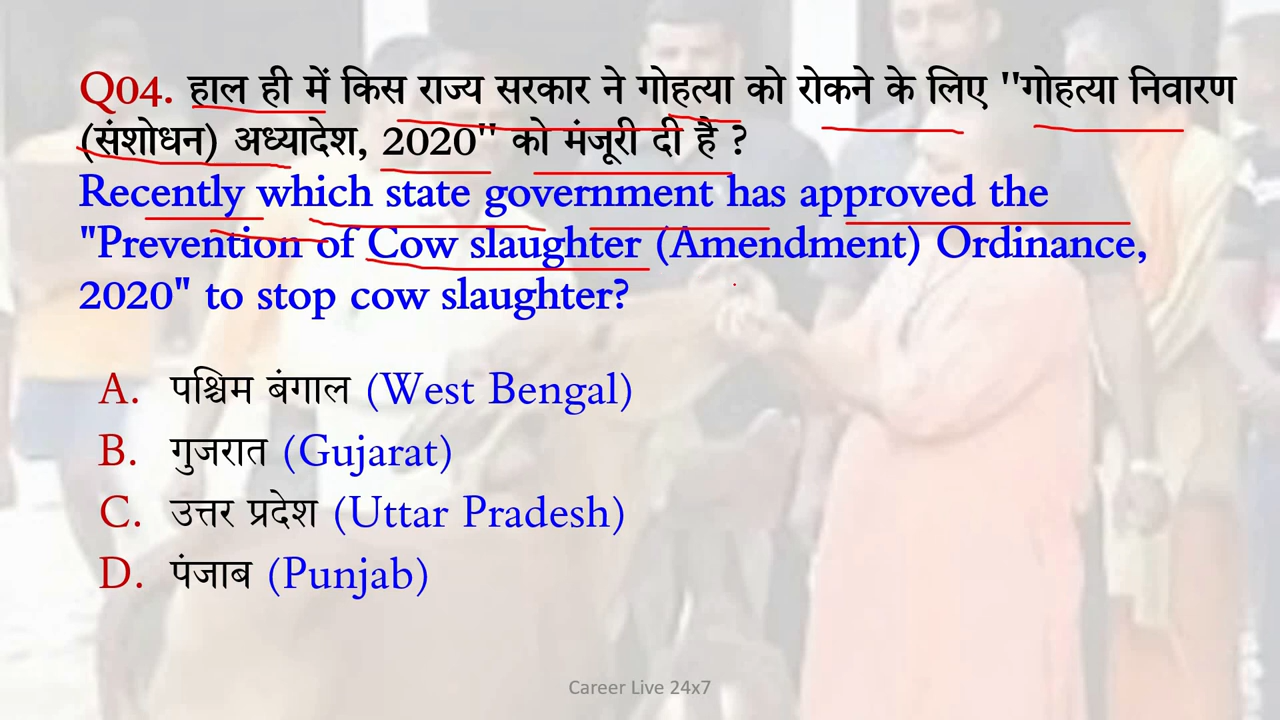 Q04. हाल ही में किस राज्य सरकार ने गोहत्या को रोकने के लिए "गोहत्या निवारण
(संशोधन) अध्यादेश, 2020" को मंजूरी दी है ?
Recently which state government has approved the
"Prevention of Cow slaughter (Amendment) Ordinance,
2020" to stop cow slaughter?
A. पश्चिम बंगाल (West Bengal)
B. गुजरात (Gujarat)
C. उत्तर प्रदेश (Uttar Pradesh)
D. पंजाब (Punjab)
Career Live 24x7